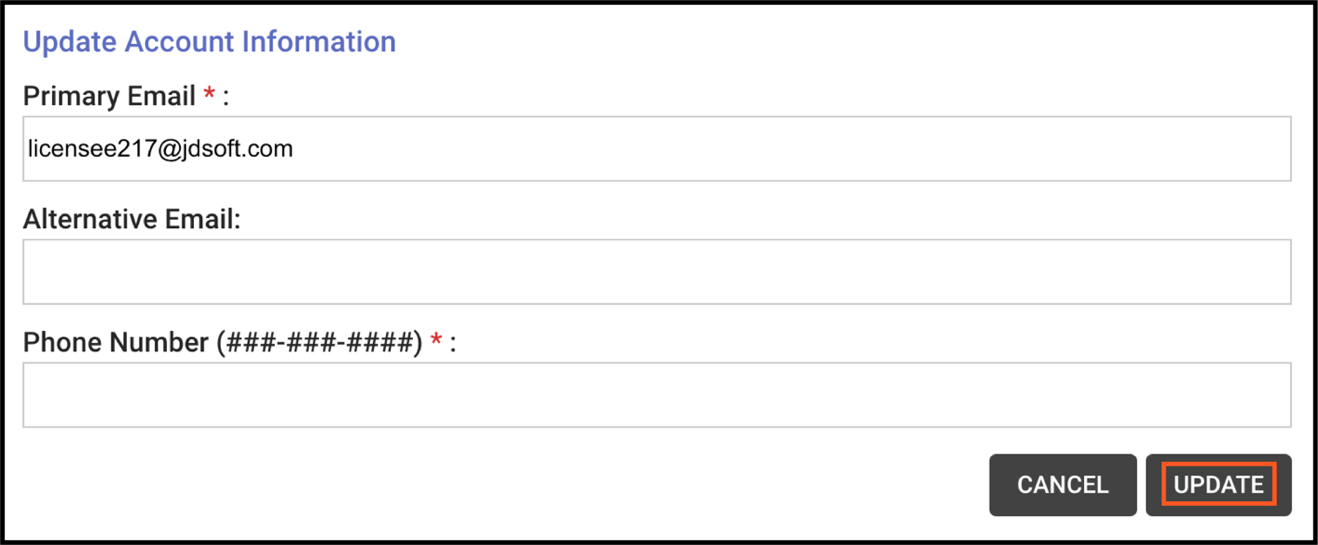 Update Account Information
Primary Email * :
licensee217@jdsoft.com
Alternative Email:
Phone Number (###-###-####) * :
CANCEL UPDATE